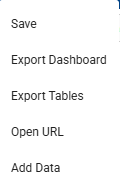 Save
Export Dashboard
Export Tables
Open URL
Add Data